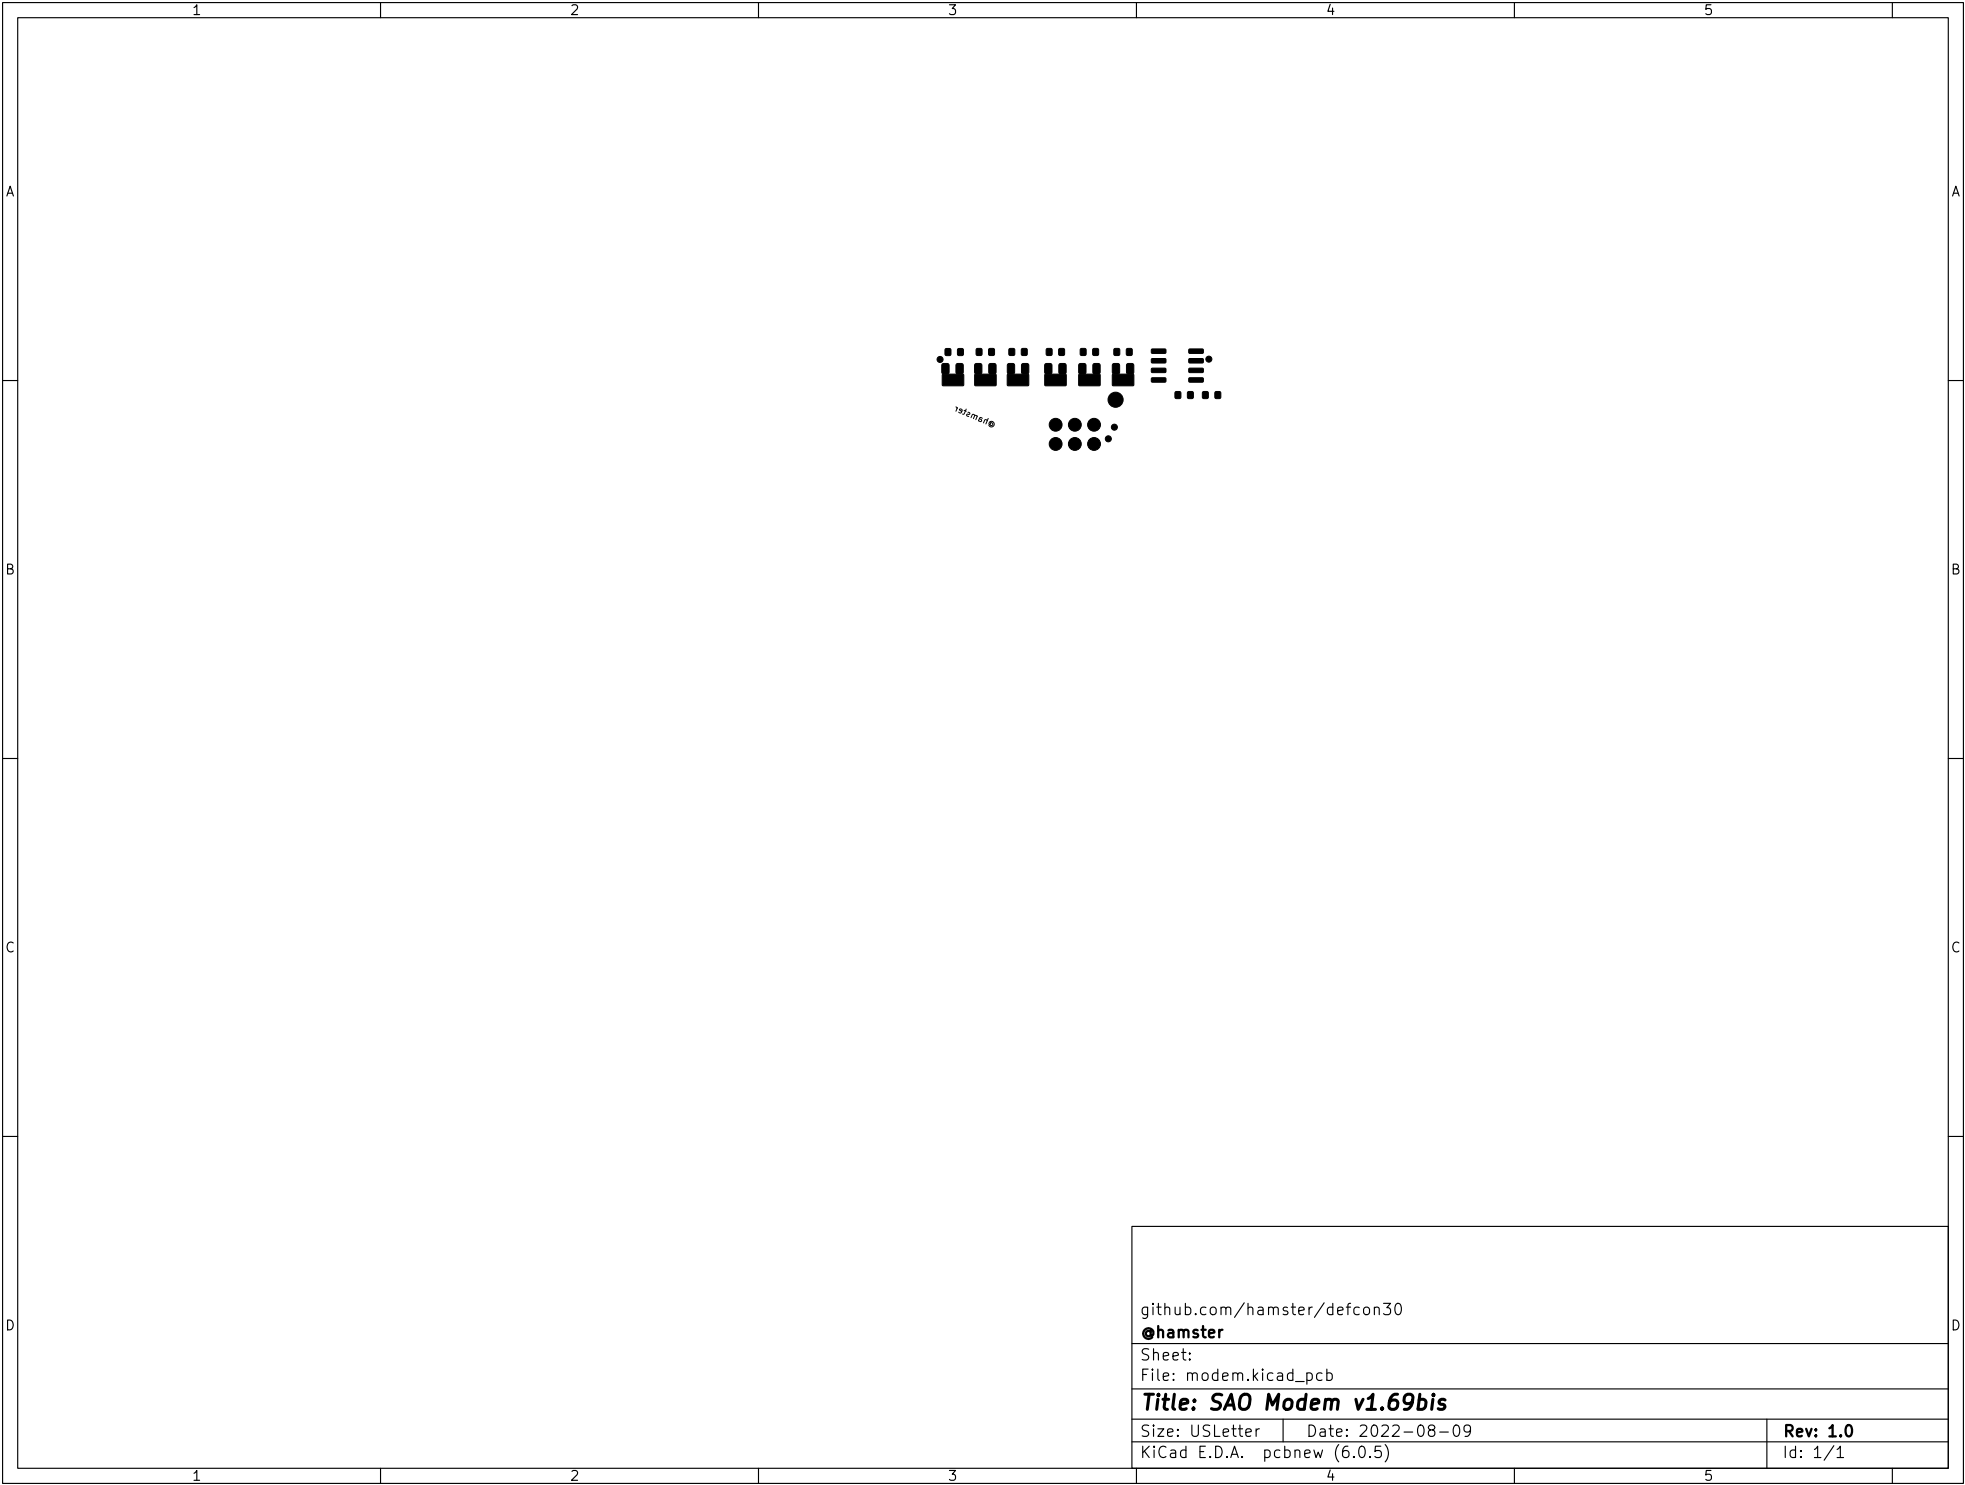 1 2 3 4 5
A A
@hamster
B B
C C
github.com/hamster/defcon30
D D
@hamster
Sheet:
File: modem.kicad_pcb
Title: SAO Modem v1.69bis
Size: USLetter Date: 2022-08-09 Rev: 1.0
KiCad E.D.A. pcbnew (6.0.5) Id: 1/1
1 2 3 4 5